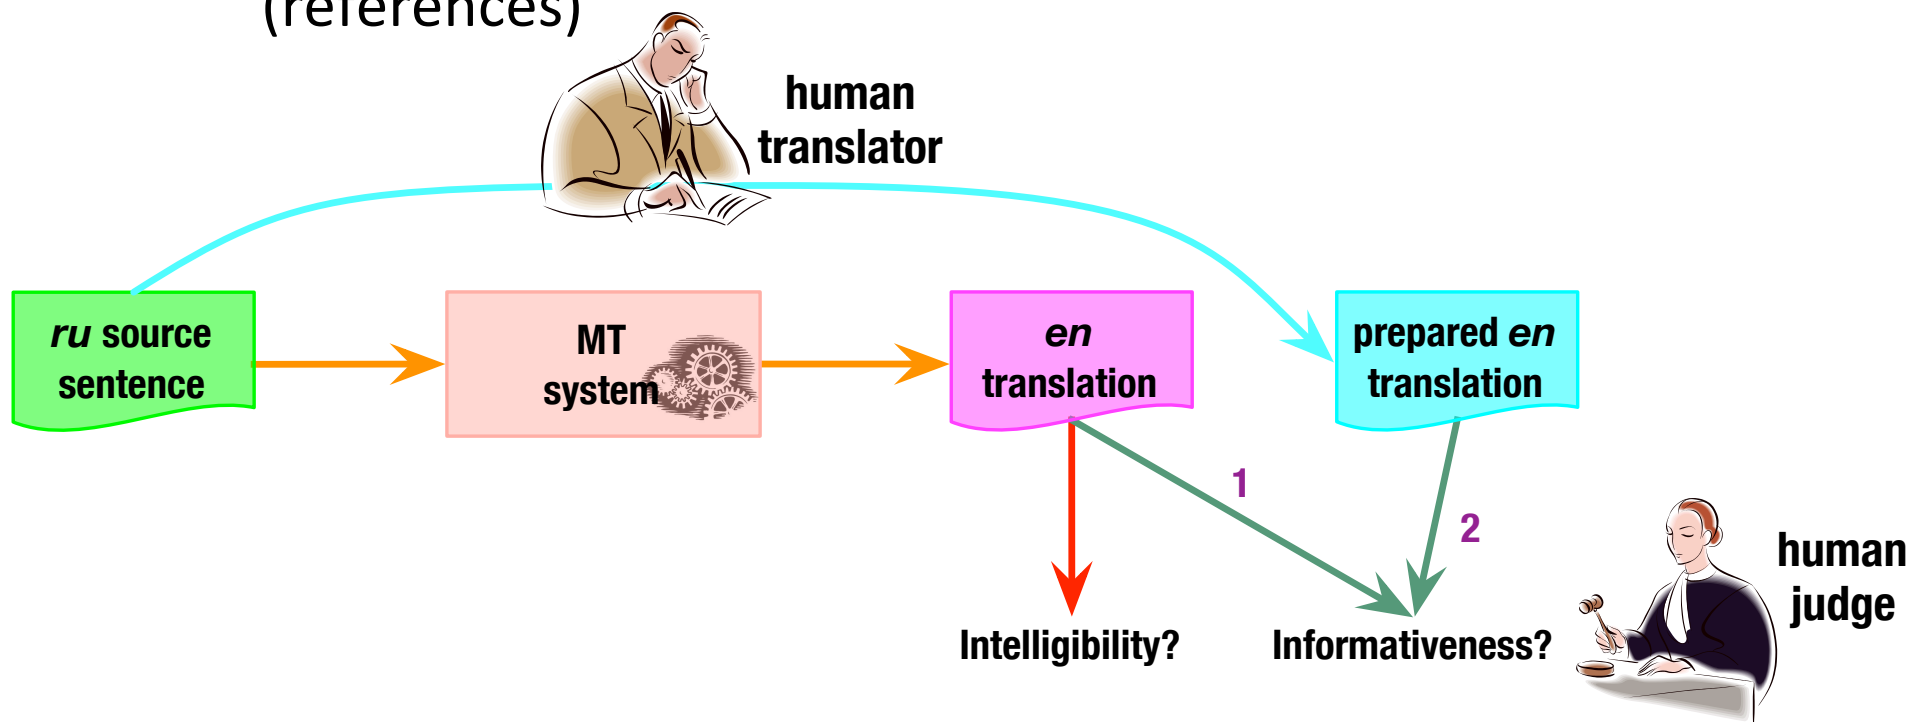 (references)
human
translator
ru source
sentence
MT
system
en
translation
prepared en
translation
1
2
Intelligibility?
Informativeness?
human
judge